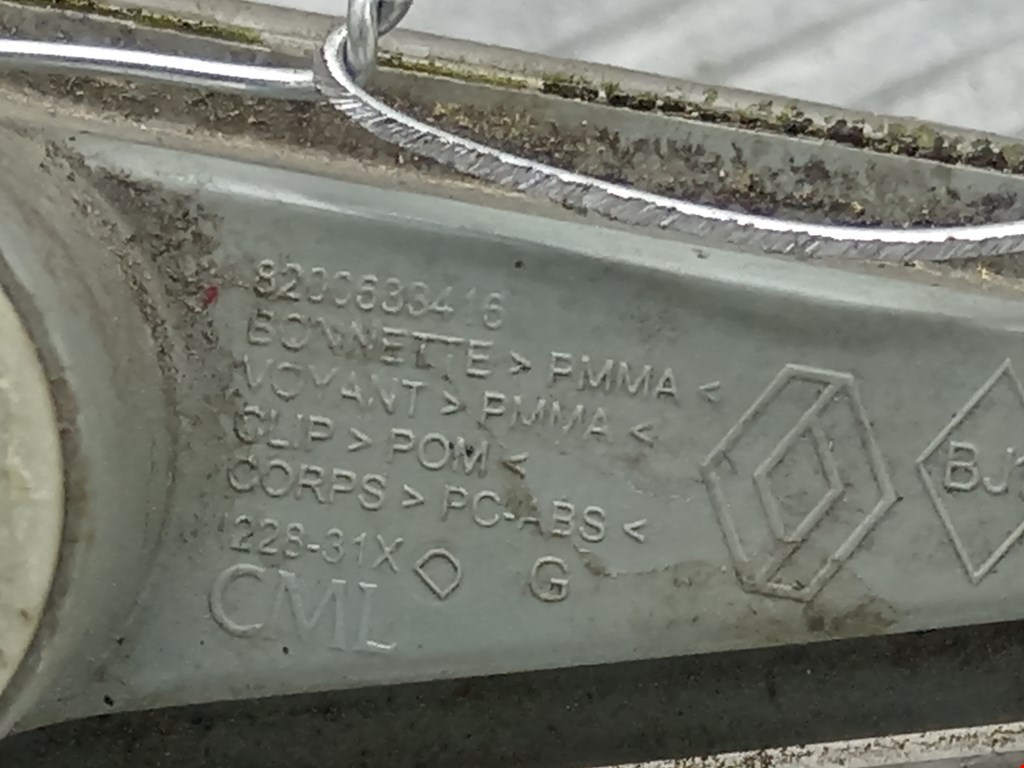 8200633416
BONNETTE > PMMA <
VOYANT > PMMA <
CLIP > POM <
CORPS > PC-ABS <
1228-31X D G
CML